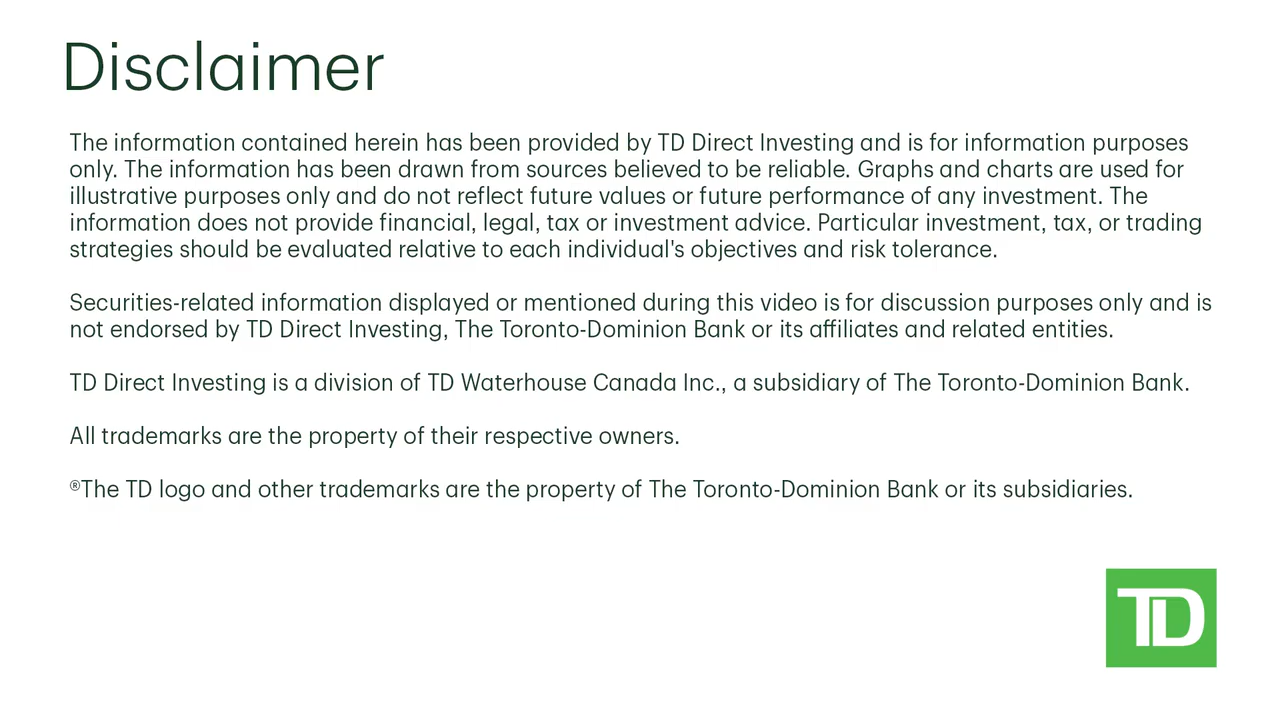 Disclaimer
The information contained herein has been provided by TD Direct Investing and is for information purposes
only. The information has been drawn from sources believed to be reliable. Graphs and charts are used for
illustrative purposes only and do not reflect future values or future performance of any investment. The
information does not provide financial, legal, tax or investment advice. Particular investment, tax, or trading
strategies should be evaluated relative to each individual's objectives and risk tolerance.
Securities-related information displayed or mentioned during this video is for discussion purposes only and is
not endorsed by TD Direct Investing, The Toronto-Dominion Bank or its affiliates and related entities.
TD Direct Investing is a division of TD Waterhouse Canada Inc., a subsidiary of The Toronto-Dominion Bank.
All trademarks are the property of their respective owners.
®The TD logo and other trademarks are the property of The Toronto-Dominion Bank or its subsidiaries.
TD